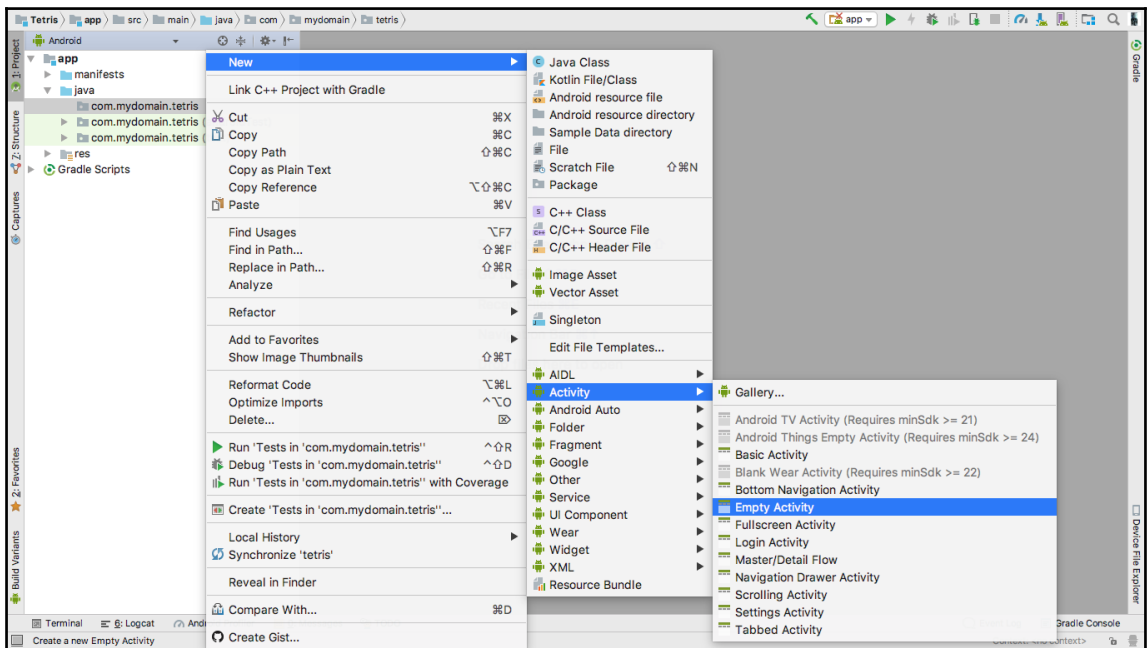 Tetris app src main java com mydomain tetris
app
Android
1: Project
Z: Structure
Captures
2: Favorites
Build Variants
app
manifests
java
com.mydomain.tetris
com.mydomain.tetris (
com.mydomain.tetris (
res
Gradle Scripts
New
Link C++ Project with Gradle
Cut ⌘X
Copy ⌘C
Copy Path ⇧⌘C
Copy as Plain Text
Copy Reference ⌥⇧⌘C
Paste ⌘V
Find Usages ⌥F7
Find in Path... ⇧⌘F
Replace in Path... ⇧⌘R
Analyze
Refactor
Add to Favorites
Show Image Thumbnails ⇧⌘T
Reformat Code ⌥⌘L
Optimize Imports ^⌥O
Delete... ⌦
Run 'Tests in 'com.mydomain.tetris'' ^⇧R
Debug 'Tests in 'com.mydomain.tetris'' ^⇧D
Run 'Tests in 'com.mydomain.tetris'' with Coverage
Create 'Tests in 'com.mydomain.tetris''...
Local History
Synchronize 'tetris'
Reveal in Finder
Compare With... ⌘D
Create Gist...
Java Class
Kotlin File/Class
Android resource file
Android resource directory
Sample Data directory
File
Scratch File ⇧⌘N
Package
C++ Class
C/C++ Source File
C/C++ Header File
Image Asset
Vector Asset
Singleton
Edit File Templates...
AIDL
Activity
Android Auto
Folder
Fragment
Google
Other
Service
UI Component
Wear
Widget
XML
Resource Bundle
Gallery...
Android TV Activity (Requires minSdk >= 21)
Android Things Empty Activity (Requires minSdk >= 24)
Basic Activity
Blank Wear Activity (Requires minSdk >= 22)
Bottom Navigation Activity
Empty Activity
Fullscreen Activity
Login Activity
Master/Detail Flow
Navigation Drawer Activity
Scrolling Activity
Settings Activity
Tabbed Activity
Gradle
Device File Explorer
Terminal 6: Logcat Andr
Gradle Console
Create a new Empty Activity
context>